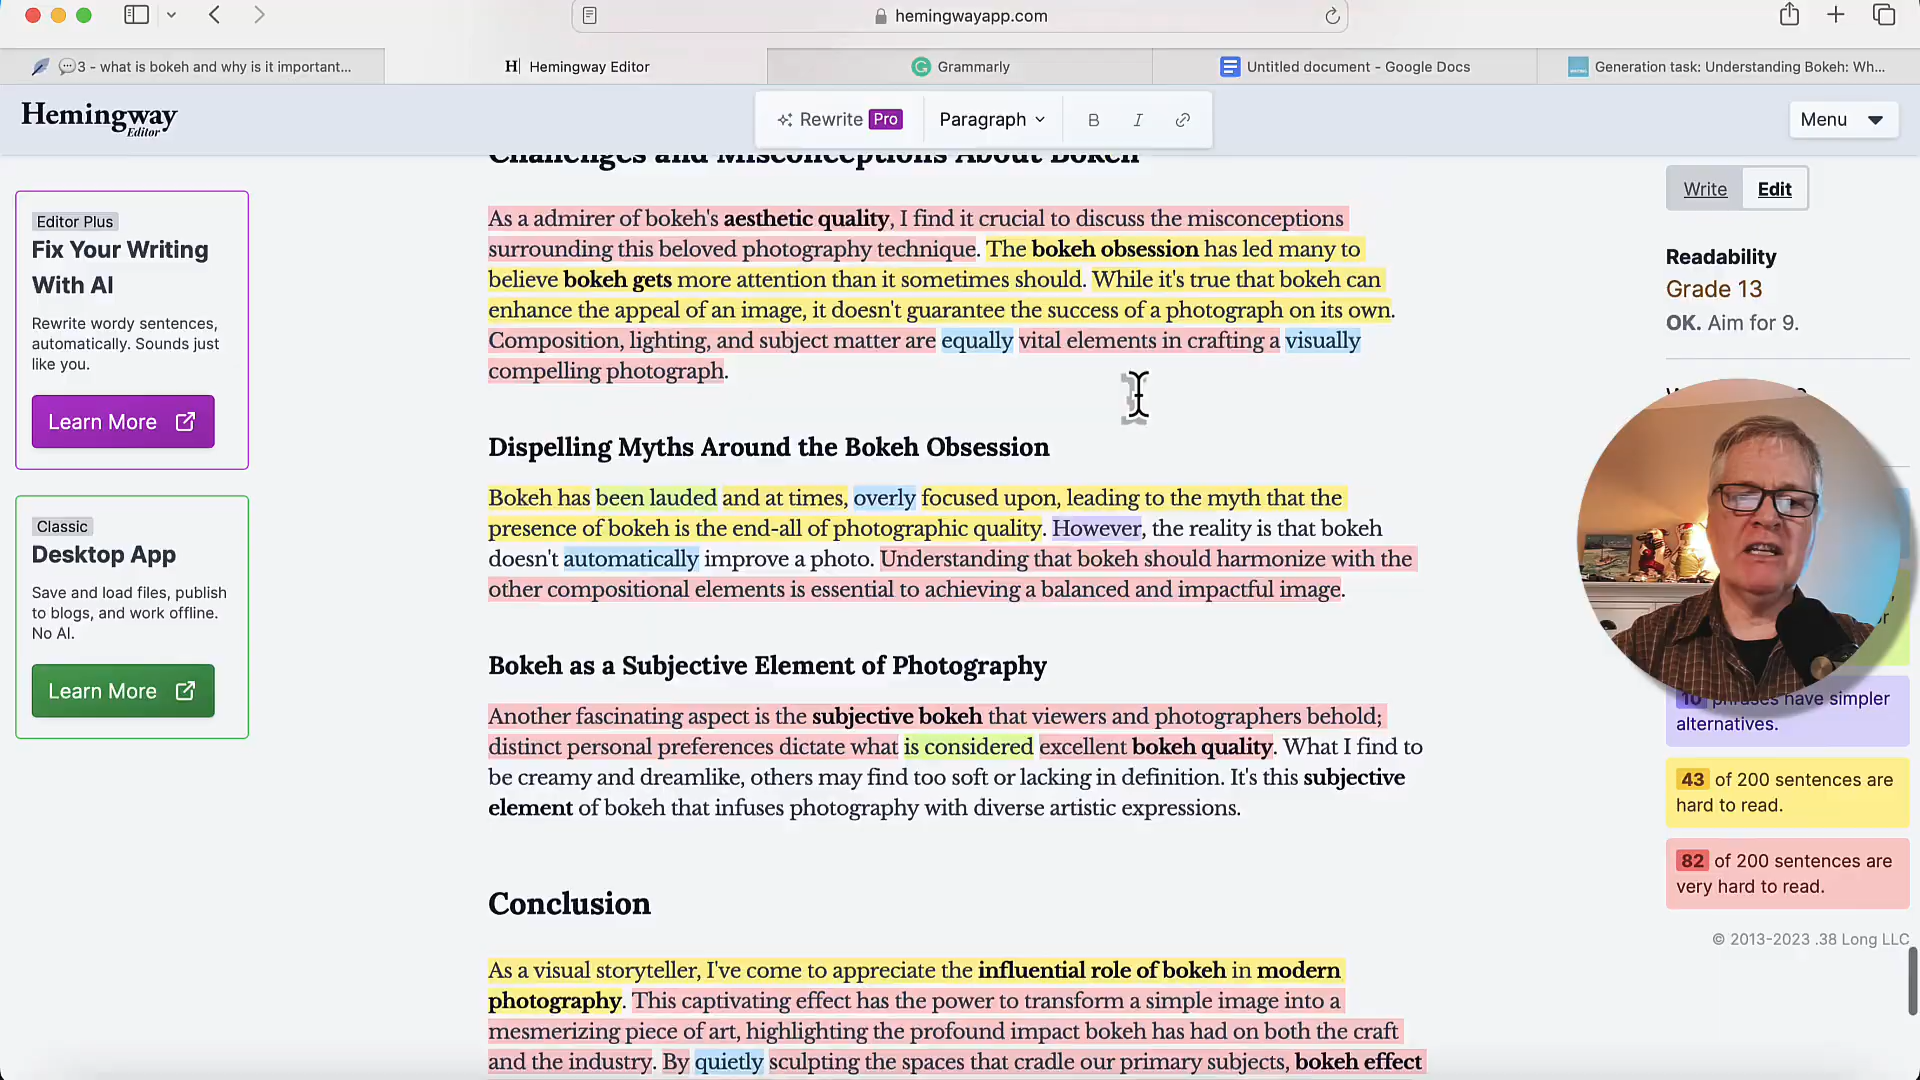 hemingwayapp.com
3 - what is bokeh and why is it important...
Hemingway Editor
Grammarly
Untitled document - Google Docs
Generation task: Understanding Bokeh: Wh...
Hemingway
Editor
Rewrite Pro
Paragraph
B
I
Menu
Challenges and Misconceptions About Bokeh
Write
Edit
Editor Plus
Fix Your Writing
With AI
Rewrite wordy sentences,
automatically. Sounds just
like you.
Learn More
Classic
Desktop App
Save and load files, publish
to blogs, and work offline.
No AI.
Learn More
As a admirer of bokeh's aesthetic quality, I find it crucial to discuss the misconceptions
surrounding this beloved photography technique. The bokeh obsession has led many to
believe bokeh gets more attention than it sometimes should. While it's true that bokeh can
enhance the appeal of an image, it doesn't guarantee the success of a photograph on its own.
Composition, lighting, and subject matter are equally vital elements in crafting a visually
compelling photograph.
Dispelling Myths Around the Bokeh Obsession
Bokeh has been lauded and at times, overly focused upon, leading to the myth that the
presence of bokeh is the end-all of photographic quality. However, the reality is that bokeh
doesn't automatically improve a photo. Understanding that bokeh should harmonize with the
other compositional elements is essential to achieving a balanced and impactful image.
Bokeh as a Subjective Element of Photography
Another fascinating aspect is the subjective bokeh that viewers and photographers behold;
distinct personal preferences dictate what is considered excellent bokeh quality. What I find to
be creamy and dreamlike, others may find too soft or lacking in definition. It's this subjective
element of bokeh that infuses photography with diverse artistic expressions.
Conclusion
As a visual storyteller, I've come to appreciate the influential role of bokeh in modern
photography. This captivating effect has the power to transform a simple image into a
mesmerizing piece of art, highlighting the profound impact bokeh has had on both the craft
and the industry. By quietly sculpting the spaces that cradle our primary subjects, bokeh effect
Readability
Grade 13
OK. Aim for 9.
10 phrases have simpler
alternatives.
43 of 200 sentences are
hard to read.
82 of 200 sentences are
very hard to read.
© 2013-2023 .38 Long LLC